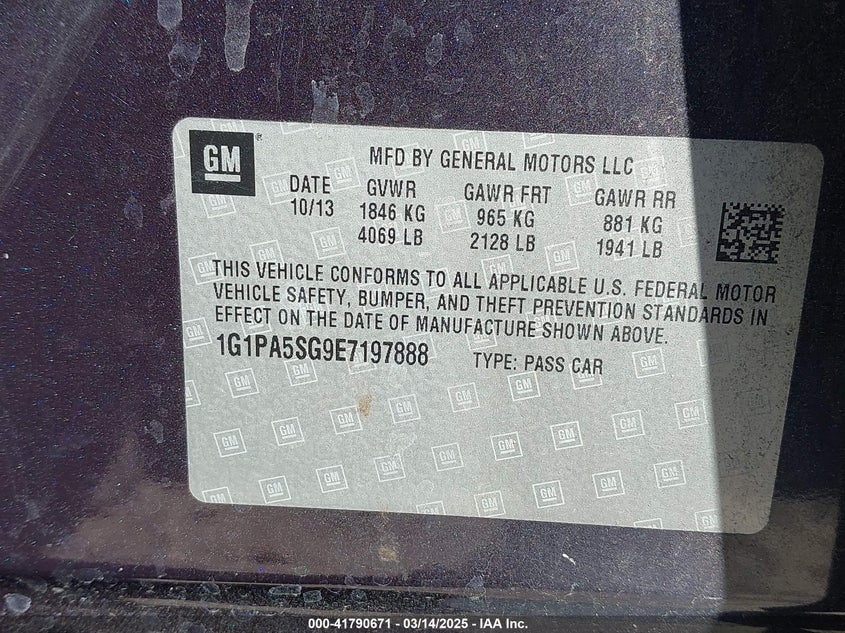 GM
MFD BY GENERAL MOTORS LLC
DATE GVWR GAWR FRT GAWR RR
10/13 1846 KG 965 KG 881 KG
4069 LB 2128 LB 1941 LB
THIS VEHICLE CONFORMS TO ALL APPLICABLE U.S. FEDERAL MOTOR
VEHICLE SAFETY, BUMPER, AND THEFT PREVENTION STANDARDS IN
EFFECT ON THE DATE OF MANUFACTURE SHOWN ABOVE.
1G1PA5SG9E7197888 TYPE: PASS CAR
000-41790671 - 03/14/2025 - IAA Inc.